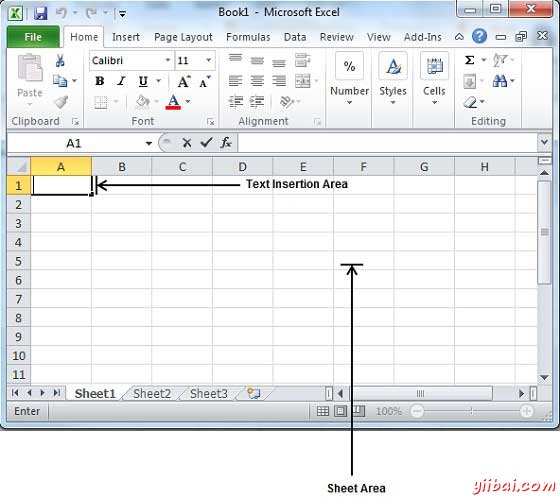 Book1 - Microsoft Excel
File Home Insert Page Layout Formulas Data Review View Add-Ins
Calibri 11
Paste B I U A A A Number Styles Cells
% Σ
Clipboard Font Alignment Editing
A1 fx
A B C D E F G H
1 Text Insertion Area
2
3
4
5
6
7
8
9
10
11
Sheet1 Sheet2 Sheet3
Enter 100%
Sheet Area
yiibai.com